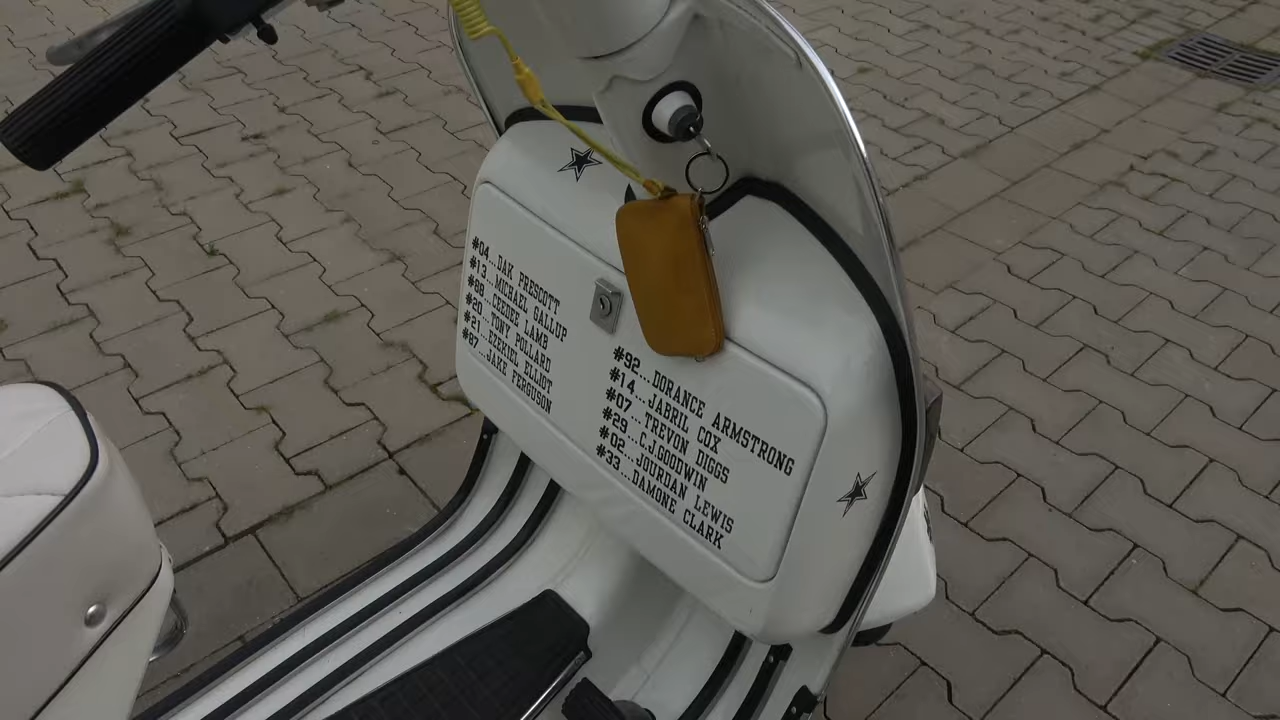 #04...DAK PRESCOTT
#13...MICHAEL GALLUP
#88...CEEDEE LAMB
#20...TONY POLLARD
#21...EZEKIEL ELLIOT
#87...JAKE FERGUSON
#92...DORANCE ARMSTRONG
#14...JABRIL COX
#07...TREVON DIGGS
#29...C.J.GOODWIN
#02...JOURDAN LEWIS
#33...DAMONE CLARK